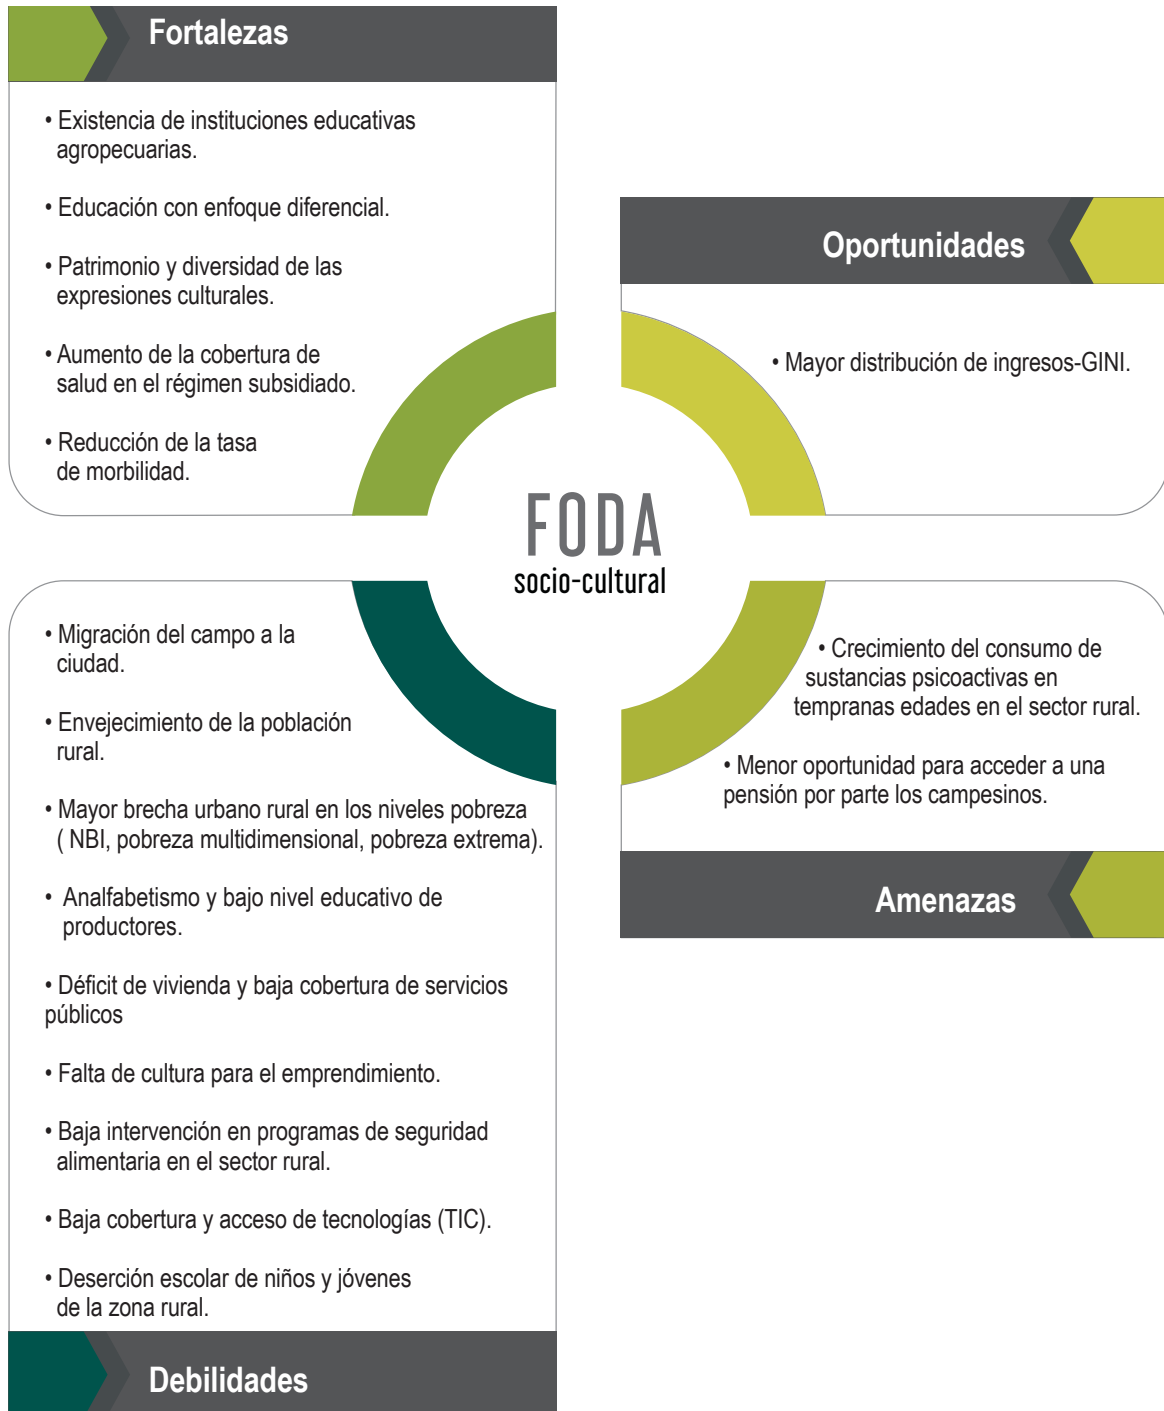 Fortalezas
• Existencia de instituciones educativas
agropecuarias.
• Educación con enfoque diferencial.
• Patrimonio y diversidad de las
expresiones culturales.
• Aumento de la cobertura de
salud en el régimen subsidiado.
• Reducción de la tasa
de morbilidad.
Oportunidades
• Mayor distribución de ingresos-GINI.
FODA
socio-cultural
• Migración del campo a la
ciudad.
• Envejecimiento de la población
rural.
• Mayor brecha urbano rural en los niveles pobreza
( NBI, pobreza multidimensional, pobreza extrema).
• Analfabetismo y bajo nivel educativo de
productores.
• Déficit de vivienda y baja cobertura de servicios
públicos
• Falta de cultura para el emprendimiento.
• Baja intervención en programas de seguridad
alimentaria en el sector rural.
• Baja cobertura y acceso de tecnologías (TIC).
• Deserción escolar de niños y jóvenes
de la zona rural.
Debilidades
• Crecimiento del consumo de
sustancias psicoactivas en
tempranas edades en el sector rural.
• Menor oportunidad para acceder a una
pensión por parte los campesinos.
Amenazas